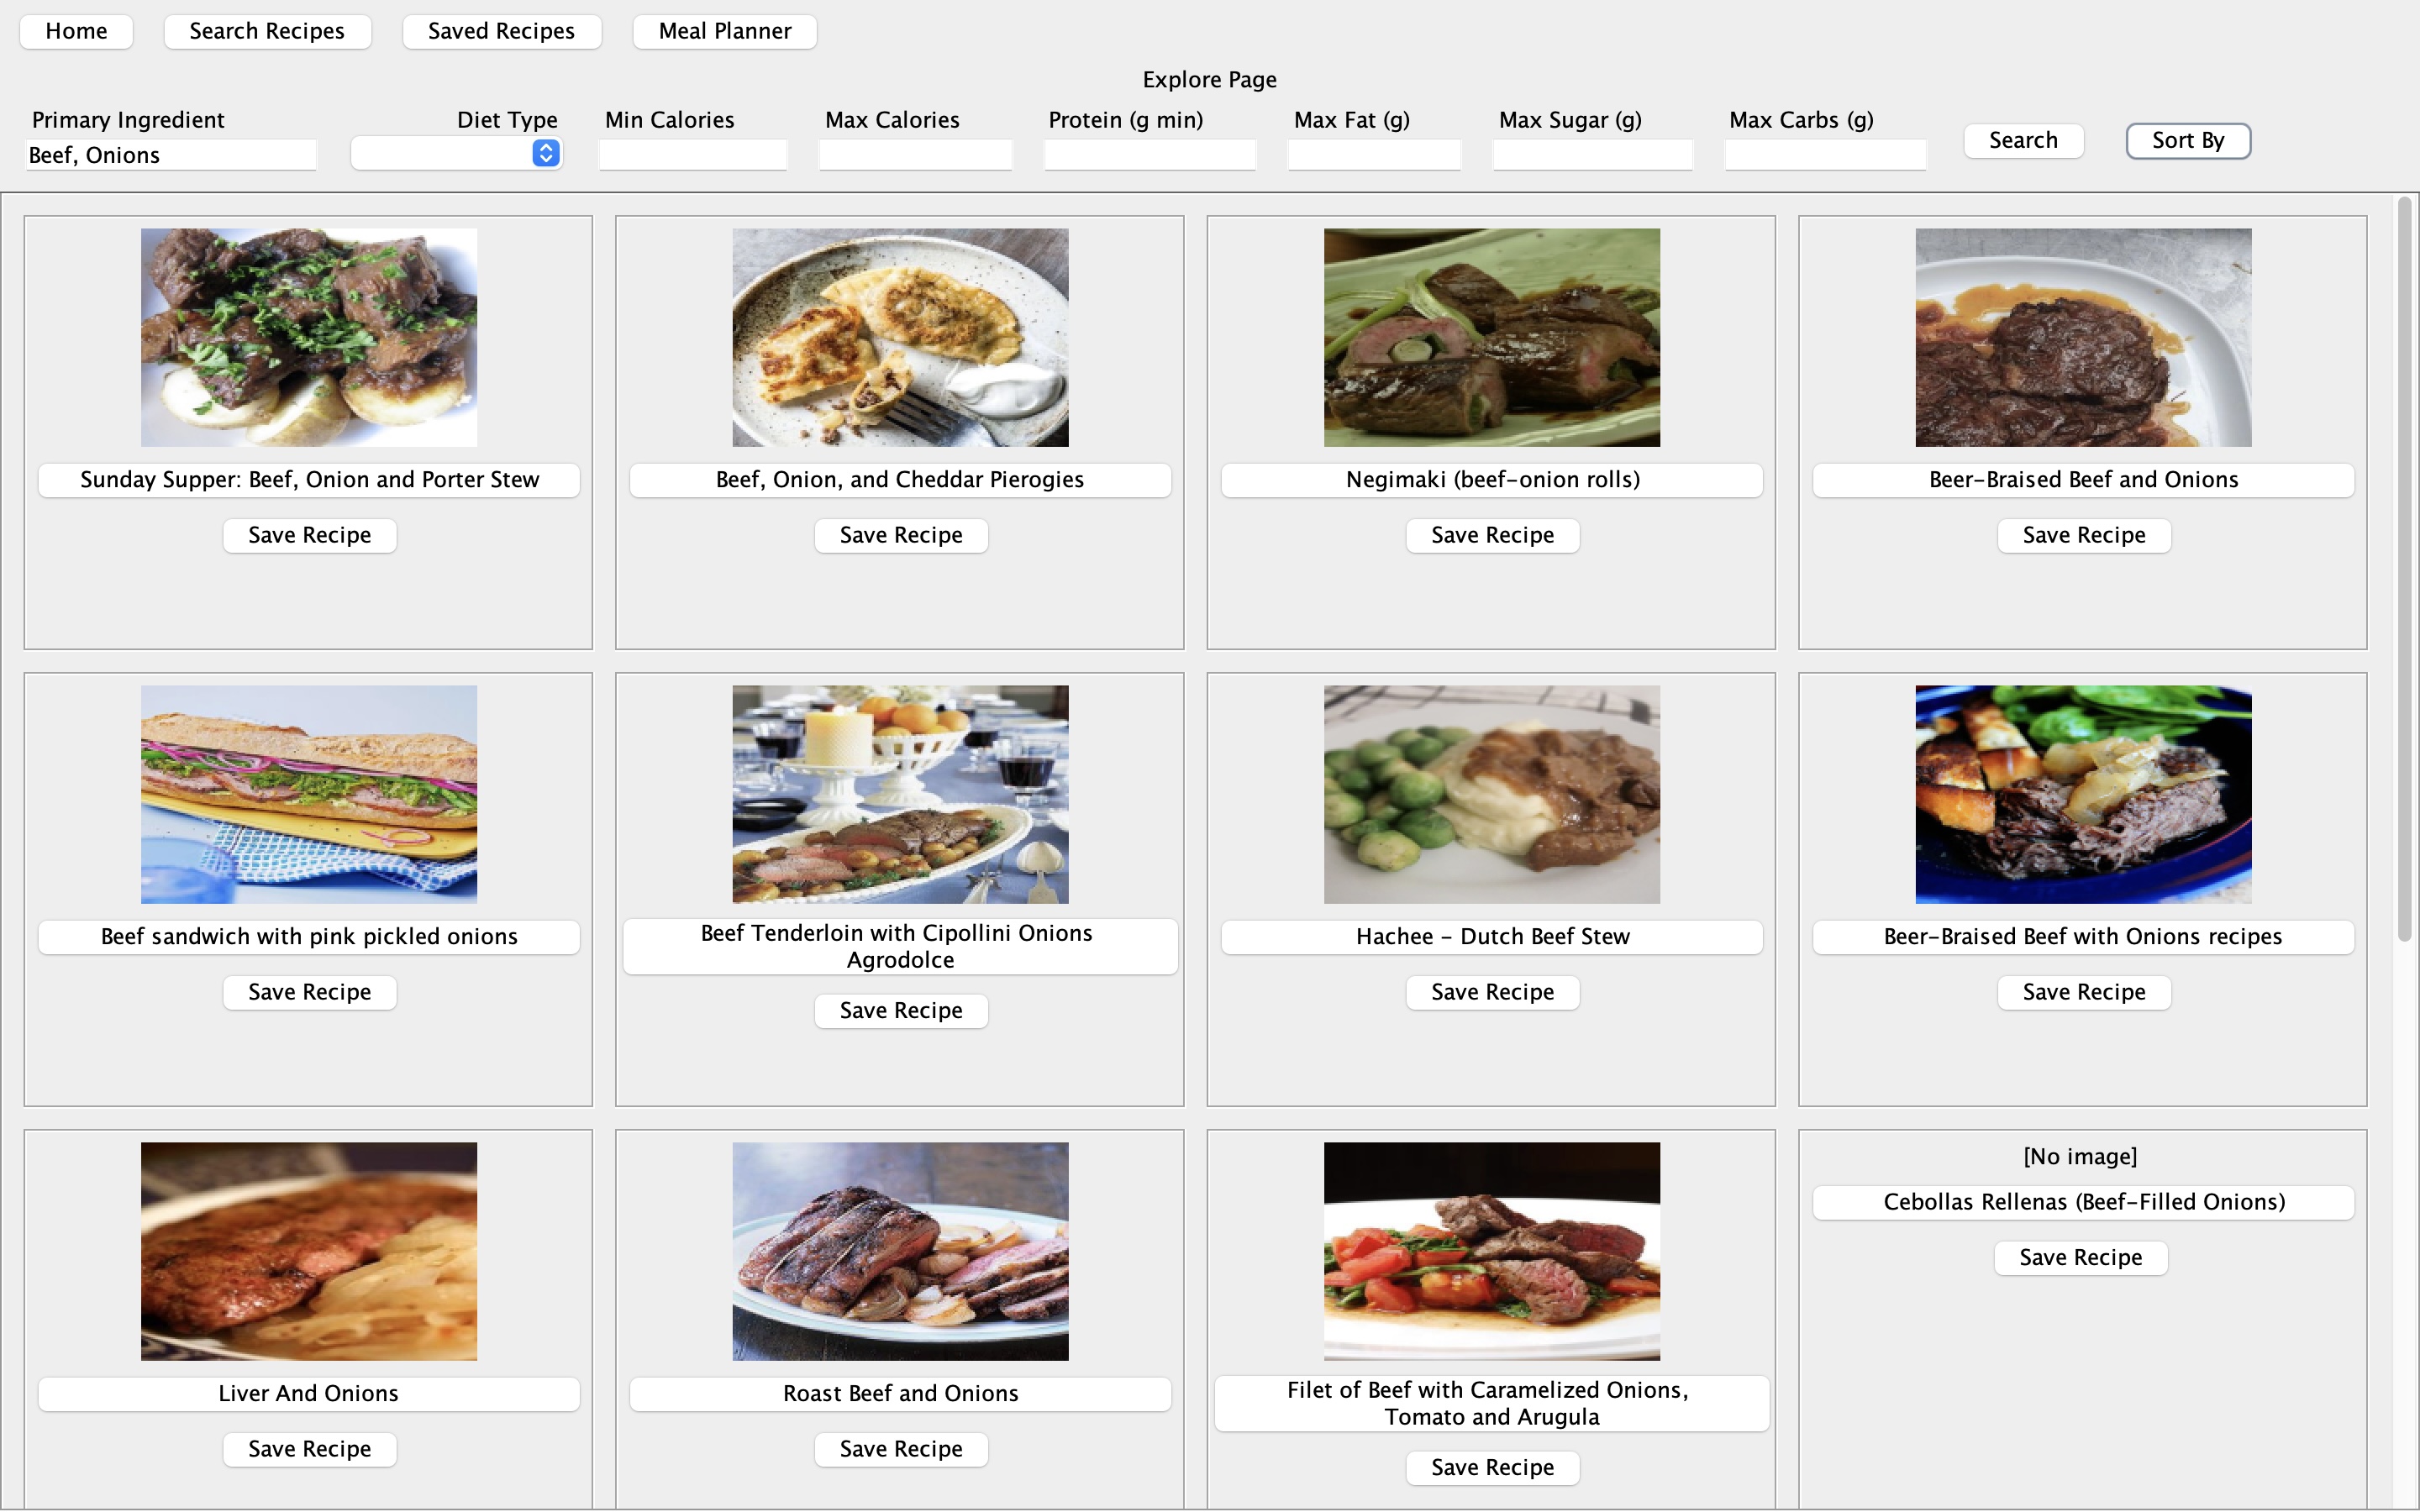 Home
Search Recipes
Saved Recipes
Meal Planner
Explore Page
Primary Ingredient
Diet Type
Min Calories
Max Calories
Protein (g min)
Max Fat (g)
Max Sugar (g)
Max Carbs (g)
Search
Sort By
Beef, Onions
Sunday Supper: Beef, Onion and Porter Stew
Save Recipe
Beef, Onion, and Cheddar Pierogies
Save Recipe
Negimaki (beef-onion rolls)
Save Recipe
Beer-Braised Beef and Onions
Save Recipe
Beef sandwich with pink pickled onions
Save Recipe
Beef Tenderloin with Cipollini Onions
Agrodolce
Save Recipe
Hachee - Dutch Beef Stew
Save Recipe
Beer-Braised Beef with Onions recipes
Save Recipe
Liver And Onions
Save Recipe
Roast Beef and Onions
Save Recipe
Filet of Beef with Caramelized Onions,
Tomato and Arugula
Save Recipe
[No image]
Cebollas Rellenas (Beef-Filled Onions)
Save Recipe